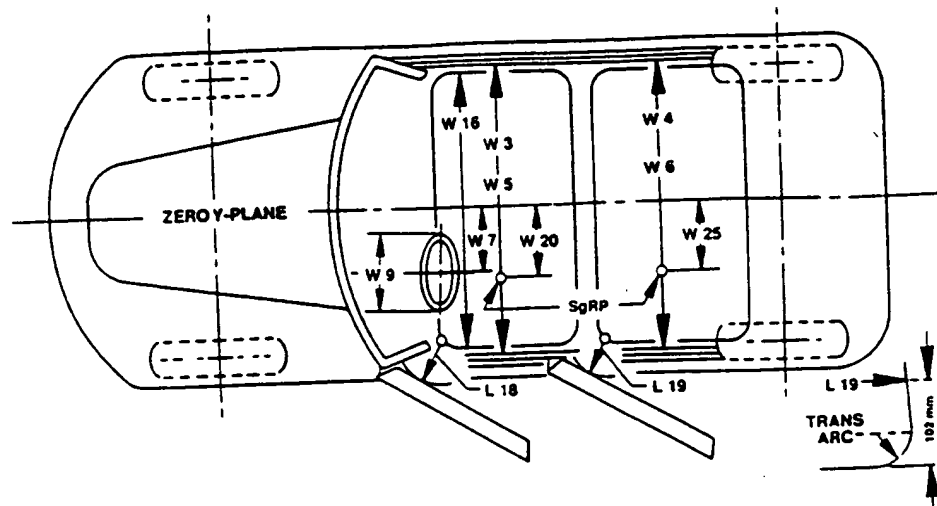 W 16
W 3
W 5
W 4
W 6
ZERO Y-PLANE
W 7
W 20
W 25
W 9
SgRP
L 18
L 19
L 19
TRANS
ARC
102 mm